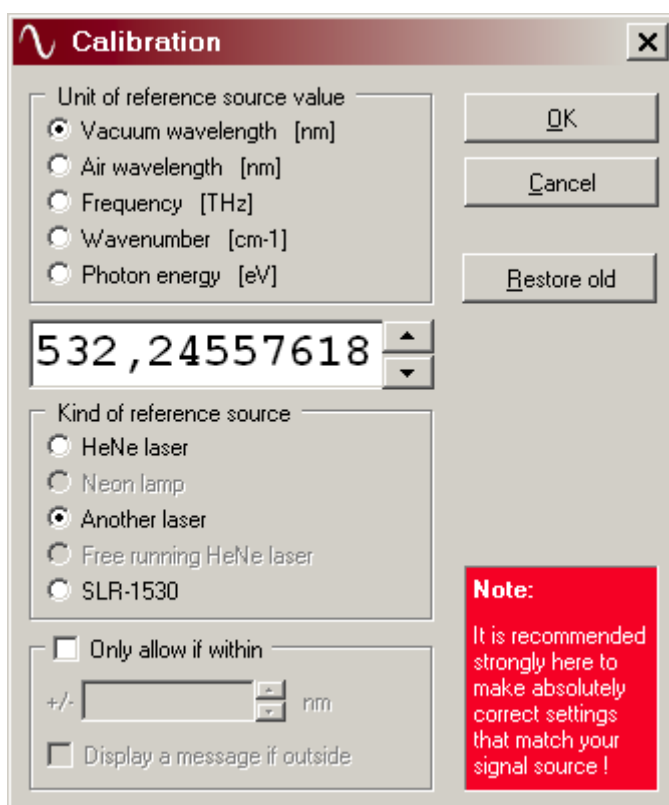 Calibration
Unit of reference source value
Vacuum wavelength [nm]
Air wavelength [nm]
Frequency [THz]
Wavenumber [cm-1]
Photon energy [eV]
OK
Cancel
Restore old
532,24557618
Kind of reference source
HeNe laser
Neon lamp
Another laser
Free running HeNe laser
SLR-1530
Only allow if within
+/- nm
Display a message if outside
Note:
It is recommended
strongly here to
make absolutely
correct settings
that match your
signal source !